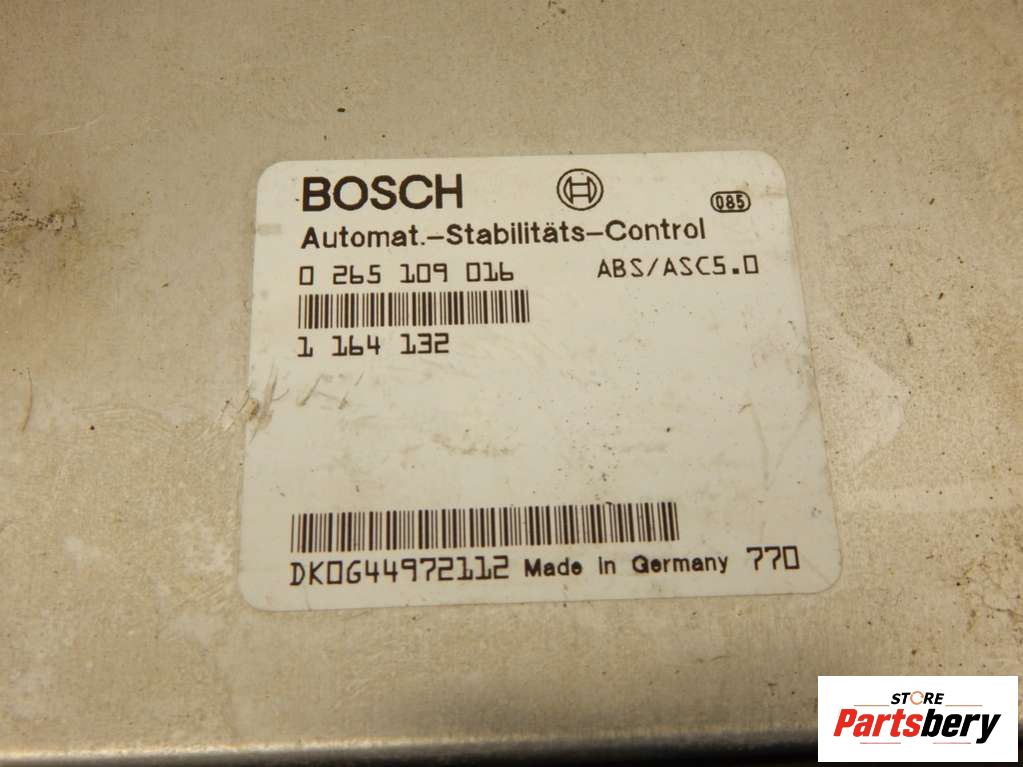 BOSCH
085
Automat.-Stabilitäts-Control
0 265 109 016 ABS/ASC5.0
1 164 132
DK0G44972112 Made in Germany 770
STORE
Partsbery